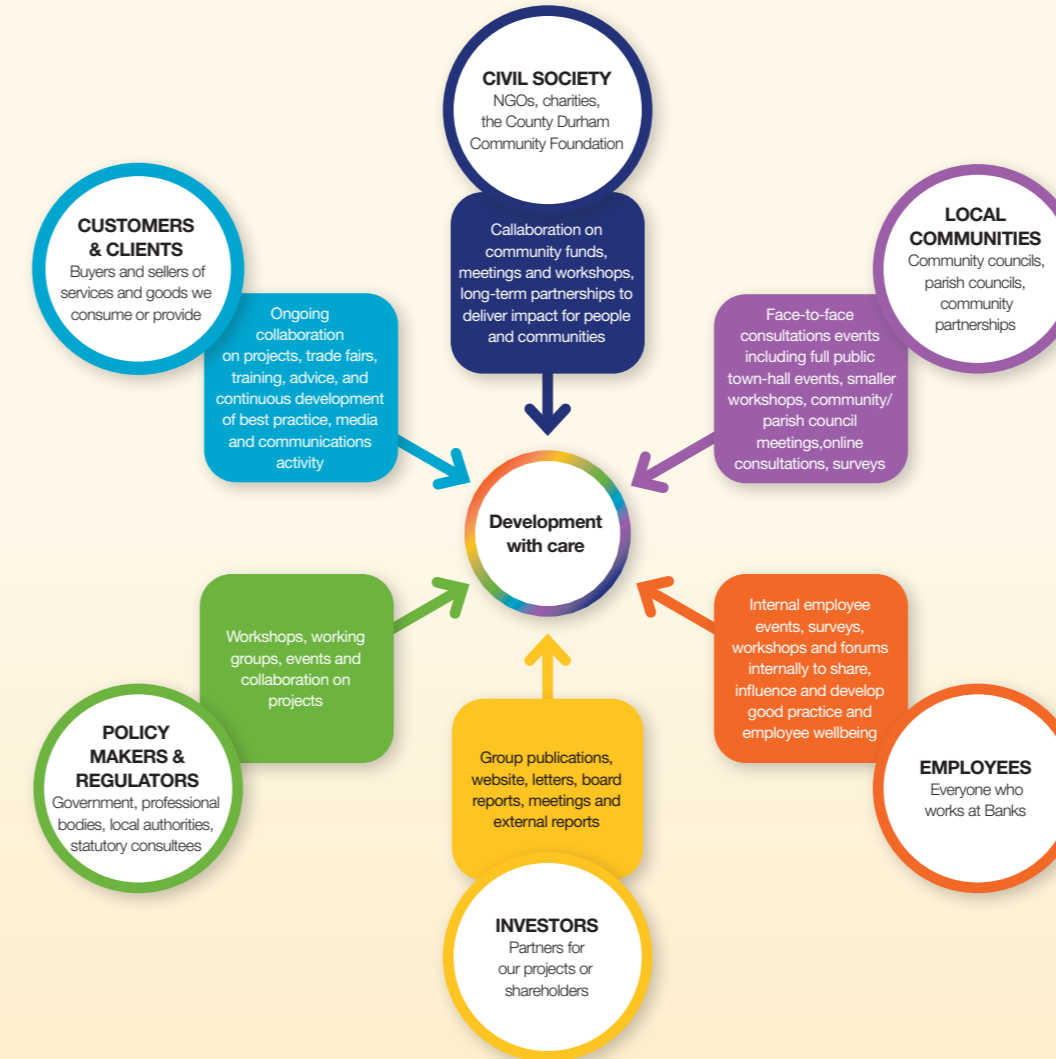 CIVIL SOCIETY
NGOs, charities,
the County Durham
Community Foundation
Callaboration on
community funds,
meetings and workshops,
long-term partnerships to
deliver impact for people
and communities
CUSTOMERS
& CLIENTS
Buyers and sellers of
services and goods we
consume or provide
Ongoing
collaboration
on projects, trade fairs,
training, advice, and
continuous development
of best practice, media
and communications
activity
LOCAL
COMMUNITIES
Community councils,
parish councils,
community
partnerships
Face-to-face
consultations events
including full public
town-hall events, smaller
workshops, community/
parish council
meetings,online
consultations, surveys
Development
with care
Workshops, working
groups, events and
collaboration on
projects
POLICY
MAKERS &
REGULATORS
Government, professional
bodies, local authorities,
statutory consultees
Group publications,
website, letters, board
reports, meetings and
external reports
INVESTORS
Partners for
our projects or
shareholders
Internal employee
events, surveys,
workshops and forums
internally to share,
influence and develop
good practice and
employee wellbeing
EMPLOYEES
Everyone who
works at Banks